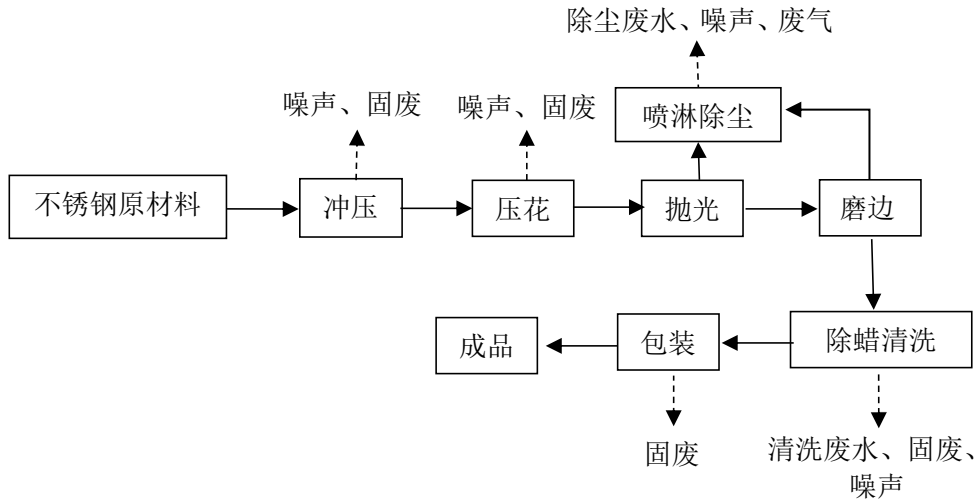 除尘废水、噪声、废气
噪声、固废
噪声、固废
喷淋除尘
不锈钢原材料
冲压
压花
抛光
磨边
成品
包装
除蜡清洗
固废
清洗废水、固废、
噪声